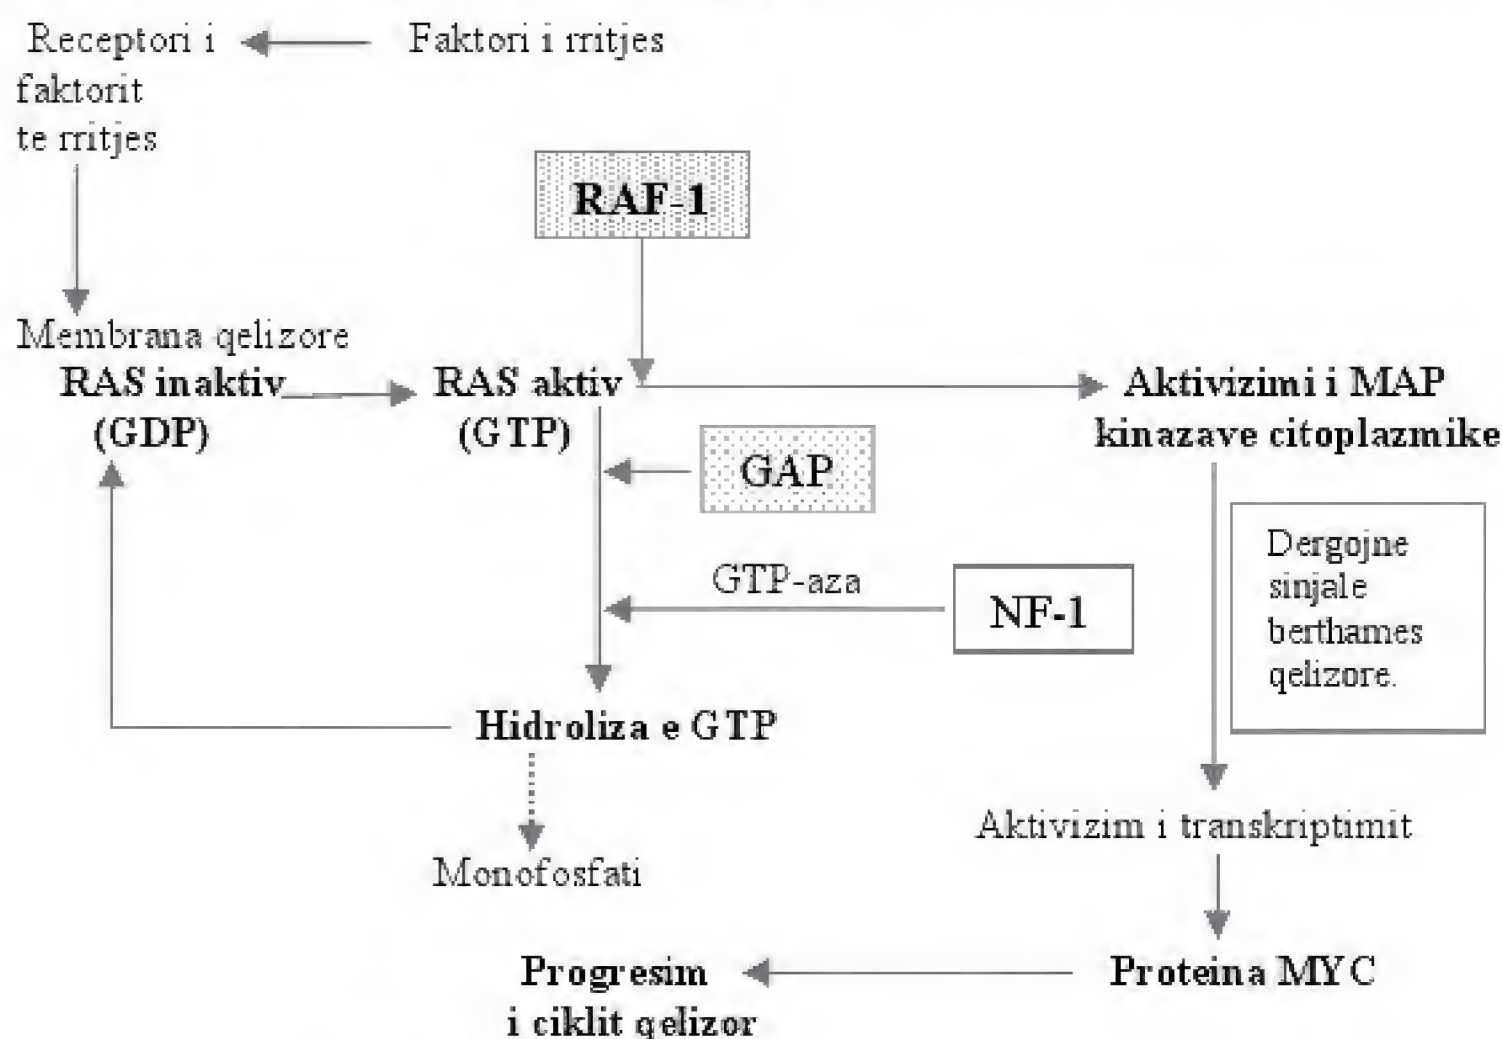 Receptori i
faktorit
te rritjes
Faktori i rritjes
RAF-1
Membrana qelizore
RAS inaktiv
(GDP)
RAS aktiv
(GTP)
Aktivizimi i MAP
kinazave citoplazmike
GAP
GTP-aza
NF-1
Dergojne
sinjale
berthames
qelizore.
Hidroliza e GTP
Monofosfati
Aktivizim i transkriptimit
Proteina MYC
Progresim
i ciklit qelizor